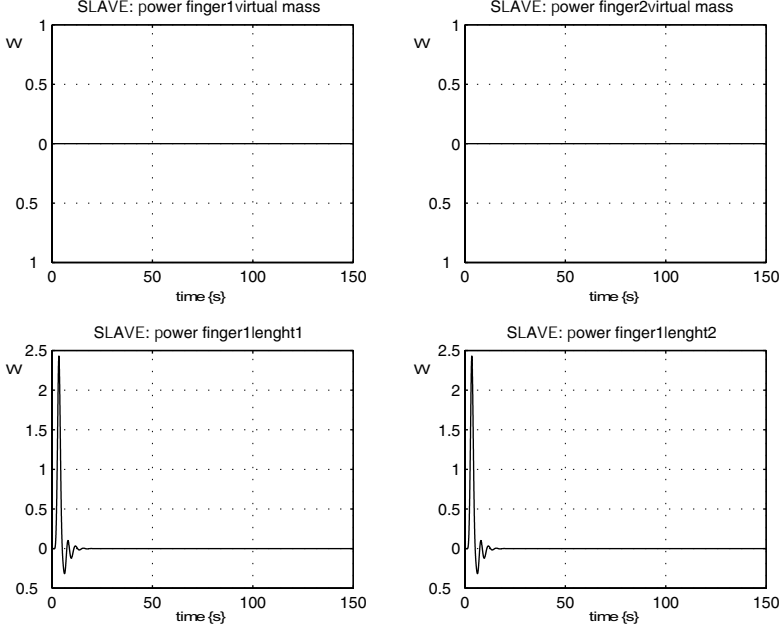 SLAVE: power finger1virtual mass
SLAVE: power finger2virtual mass
W
1
0.5
0
0.5
1
0 50 100 150
time {s}
W
1
0.5
0
0.5
1
0 50 100 150
time {s}
SLAVE: power finger1lenght1
SLAVE: power finger1lenght2
W
2.5
2
1.5
1
0.5
0
0.5
0 50 100 150
time {s}
W
2.5
2
1.5
1
0.5
0
0.5
0 50 100 150
time {s}